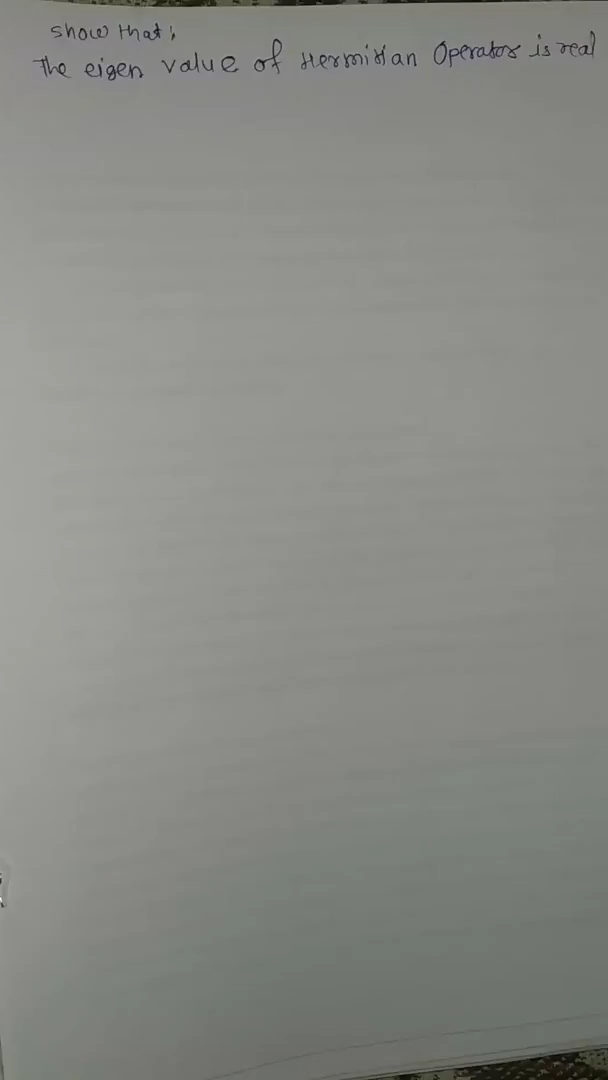 show that,
The eigen value of Hermitian Operator is real